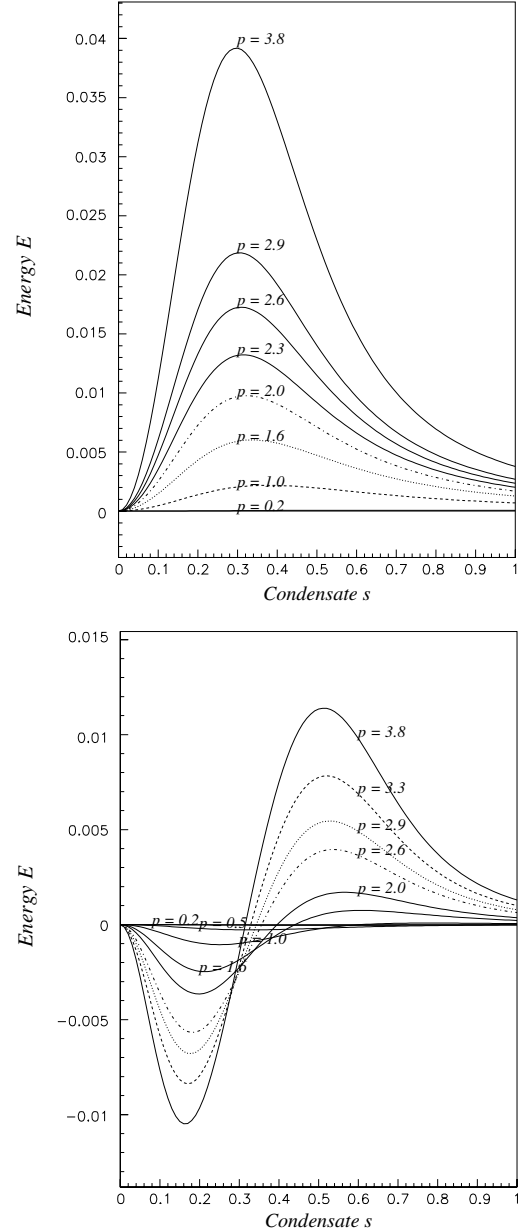 0.04
0.035
0.03
0.025
0.02
0.015
0.01
0.005
0
Energy E
p = 3.8
p = 2.9
p = 2.6
p = 2.3
p = 2.0
p = 1.6
p = 1.0
p = 0.2
0 0.1 0.2 0.3 0.4 0.5 0.6 0.7 0.8 0.9 1
Condensate s
0.015
0.01
0.005
0
−0.005
−0.01
Energy E
p = 3.8
p = 3.3
p = 2.9
p = 2.6
p = 2.0
p = 0.2 p = 0.5
p = 1.0
p = 1.6
0 0.1 0.2 0.3 0.4 0.5 0.6 0.7 0.8 0.9 1
Condensate s